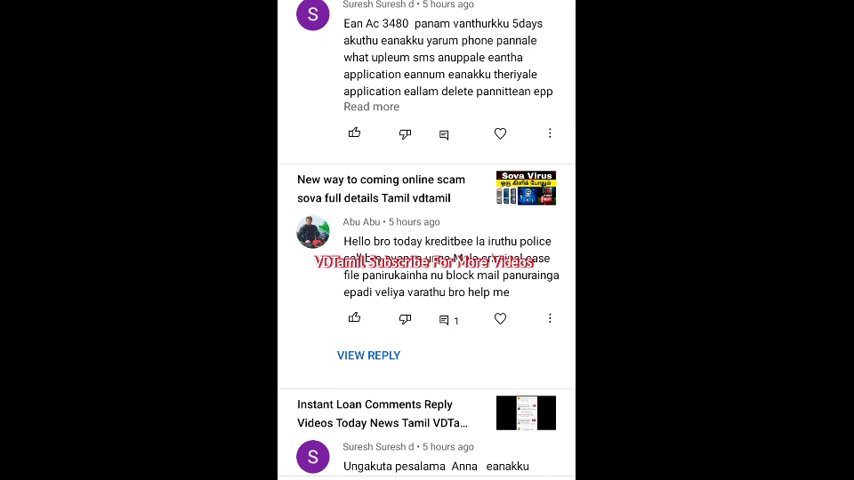 Suresh Suresh d • 5 hours ago
S
Ean Ac 3480 panam vanthurkku 5days
akuthu eanakku yarum phone pannale
what upleum sms anuppale eantha
application eannum eanakku theriyale
application eallam delete pannittean epp
Read more
New way to coming online scam
sova full details Tamil vdtamil
Sova Virus
Abu Abu • 5 hours ago
Hello bro today kreditbee la iruthu police
case
VDTamil Subscribe For More Videos
file panirukainha nu block mail panurainga
epadi veliya varathu bro help me
1
VIEW REPLY
Instant Loan Comments Reply
Videos Today News Tamil VDTa...
Suresh Suresh d • 5 hours ago
S
Ungakuta pesalama Anna eanakku